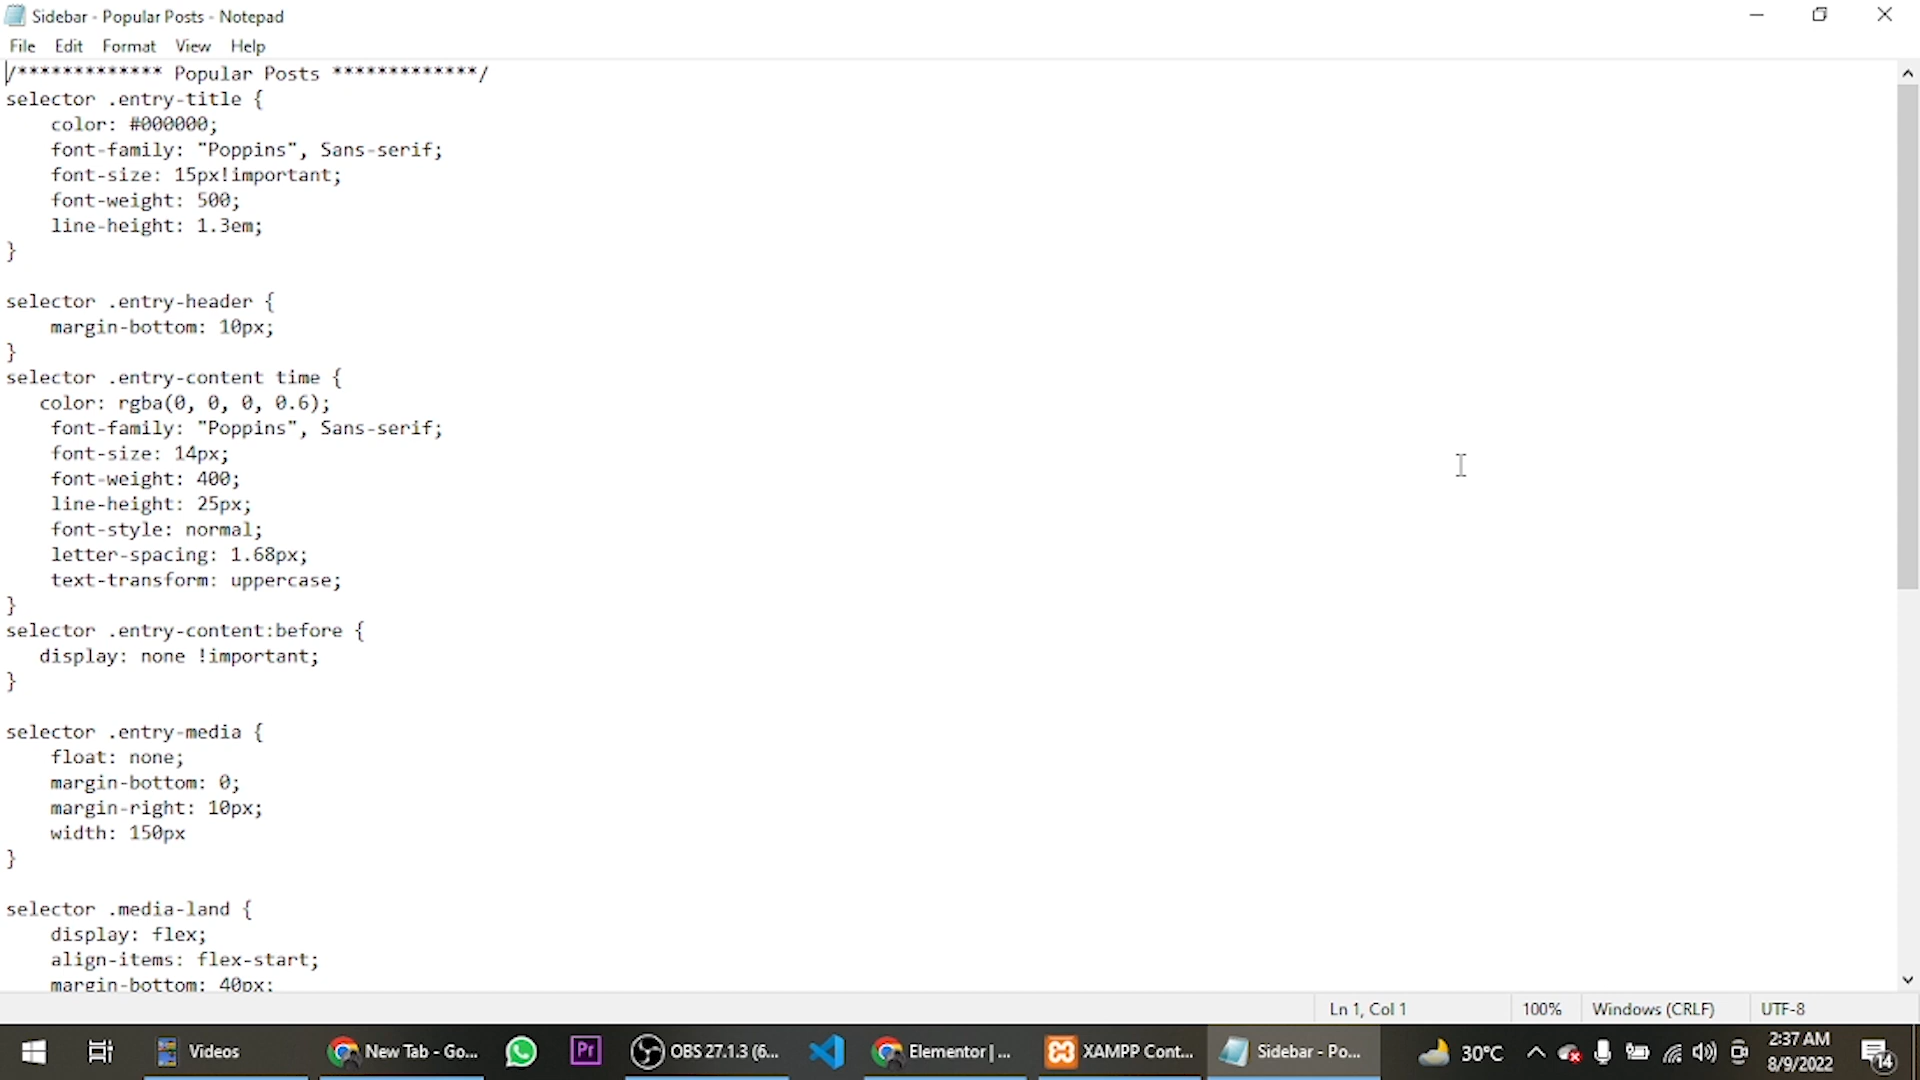 Sidebar - Popular Posts - Notepad
File Edit Format View Help
/************* Popular Posts *************/
selector .entry-title {
    color: #000000;
    font-family: "Poppins", Sans-serif;
    font-size: 15px!important;
    font-weight: 500;
    line-height: 1.3em;
}
selector .entry-header {
    margin-bottom: 10px;
}
selector .entry-content time {
   color: rgba(0, 0, 0, 0.6);
    font-family: "Poppins", Sans-serif;
    font-size: 14px;
    font-weight: 400;
    line-height: 25px;
    font-style: normal;
    letter-spacing: 1.68px;
    text-transform: uppercase;
}
selector .entry-content:before {
   display: none !important;
}
selector .entry-media {
    float: none;
    margin-bottom: 0;
    margin-right: 10px;
    width: 150px
}
selector .media-land {
    display: flex;
    align-items: flex-start;
    margin-bottom: 40px;
Ln 1, Col 1 100% Windows (CRLF) UTF-8
Videos New Tab - Go... Pr OBS 27.1.3 (6... Elementor | ... XAMPP Cont... Sidebar - Po... 30°C 2:37 AM
8/9/2022 14